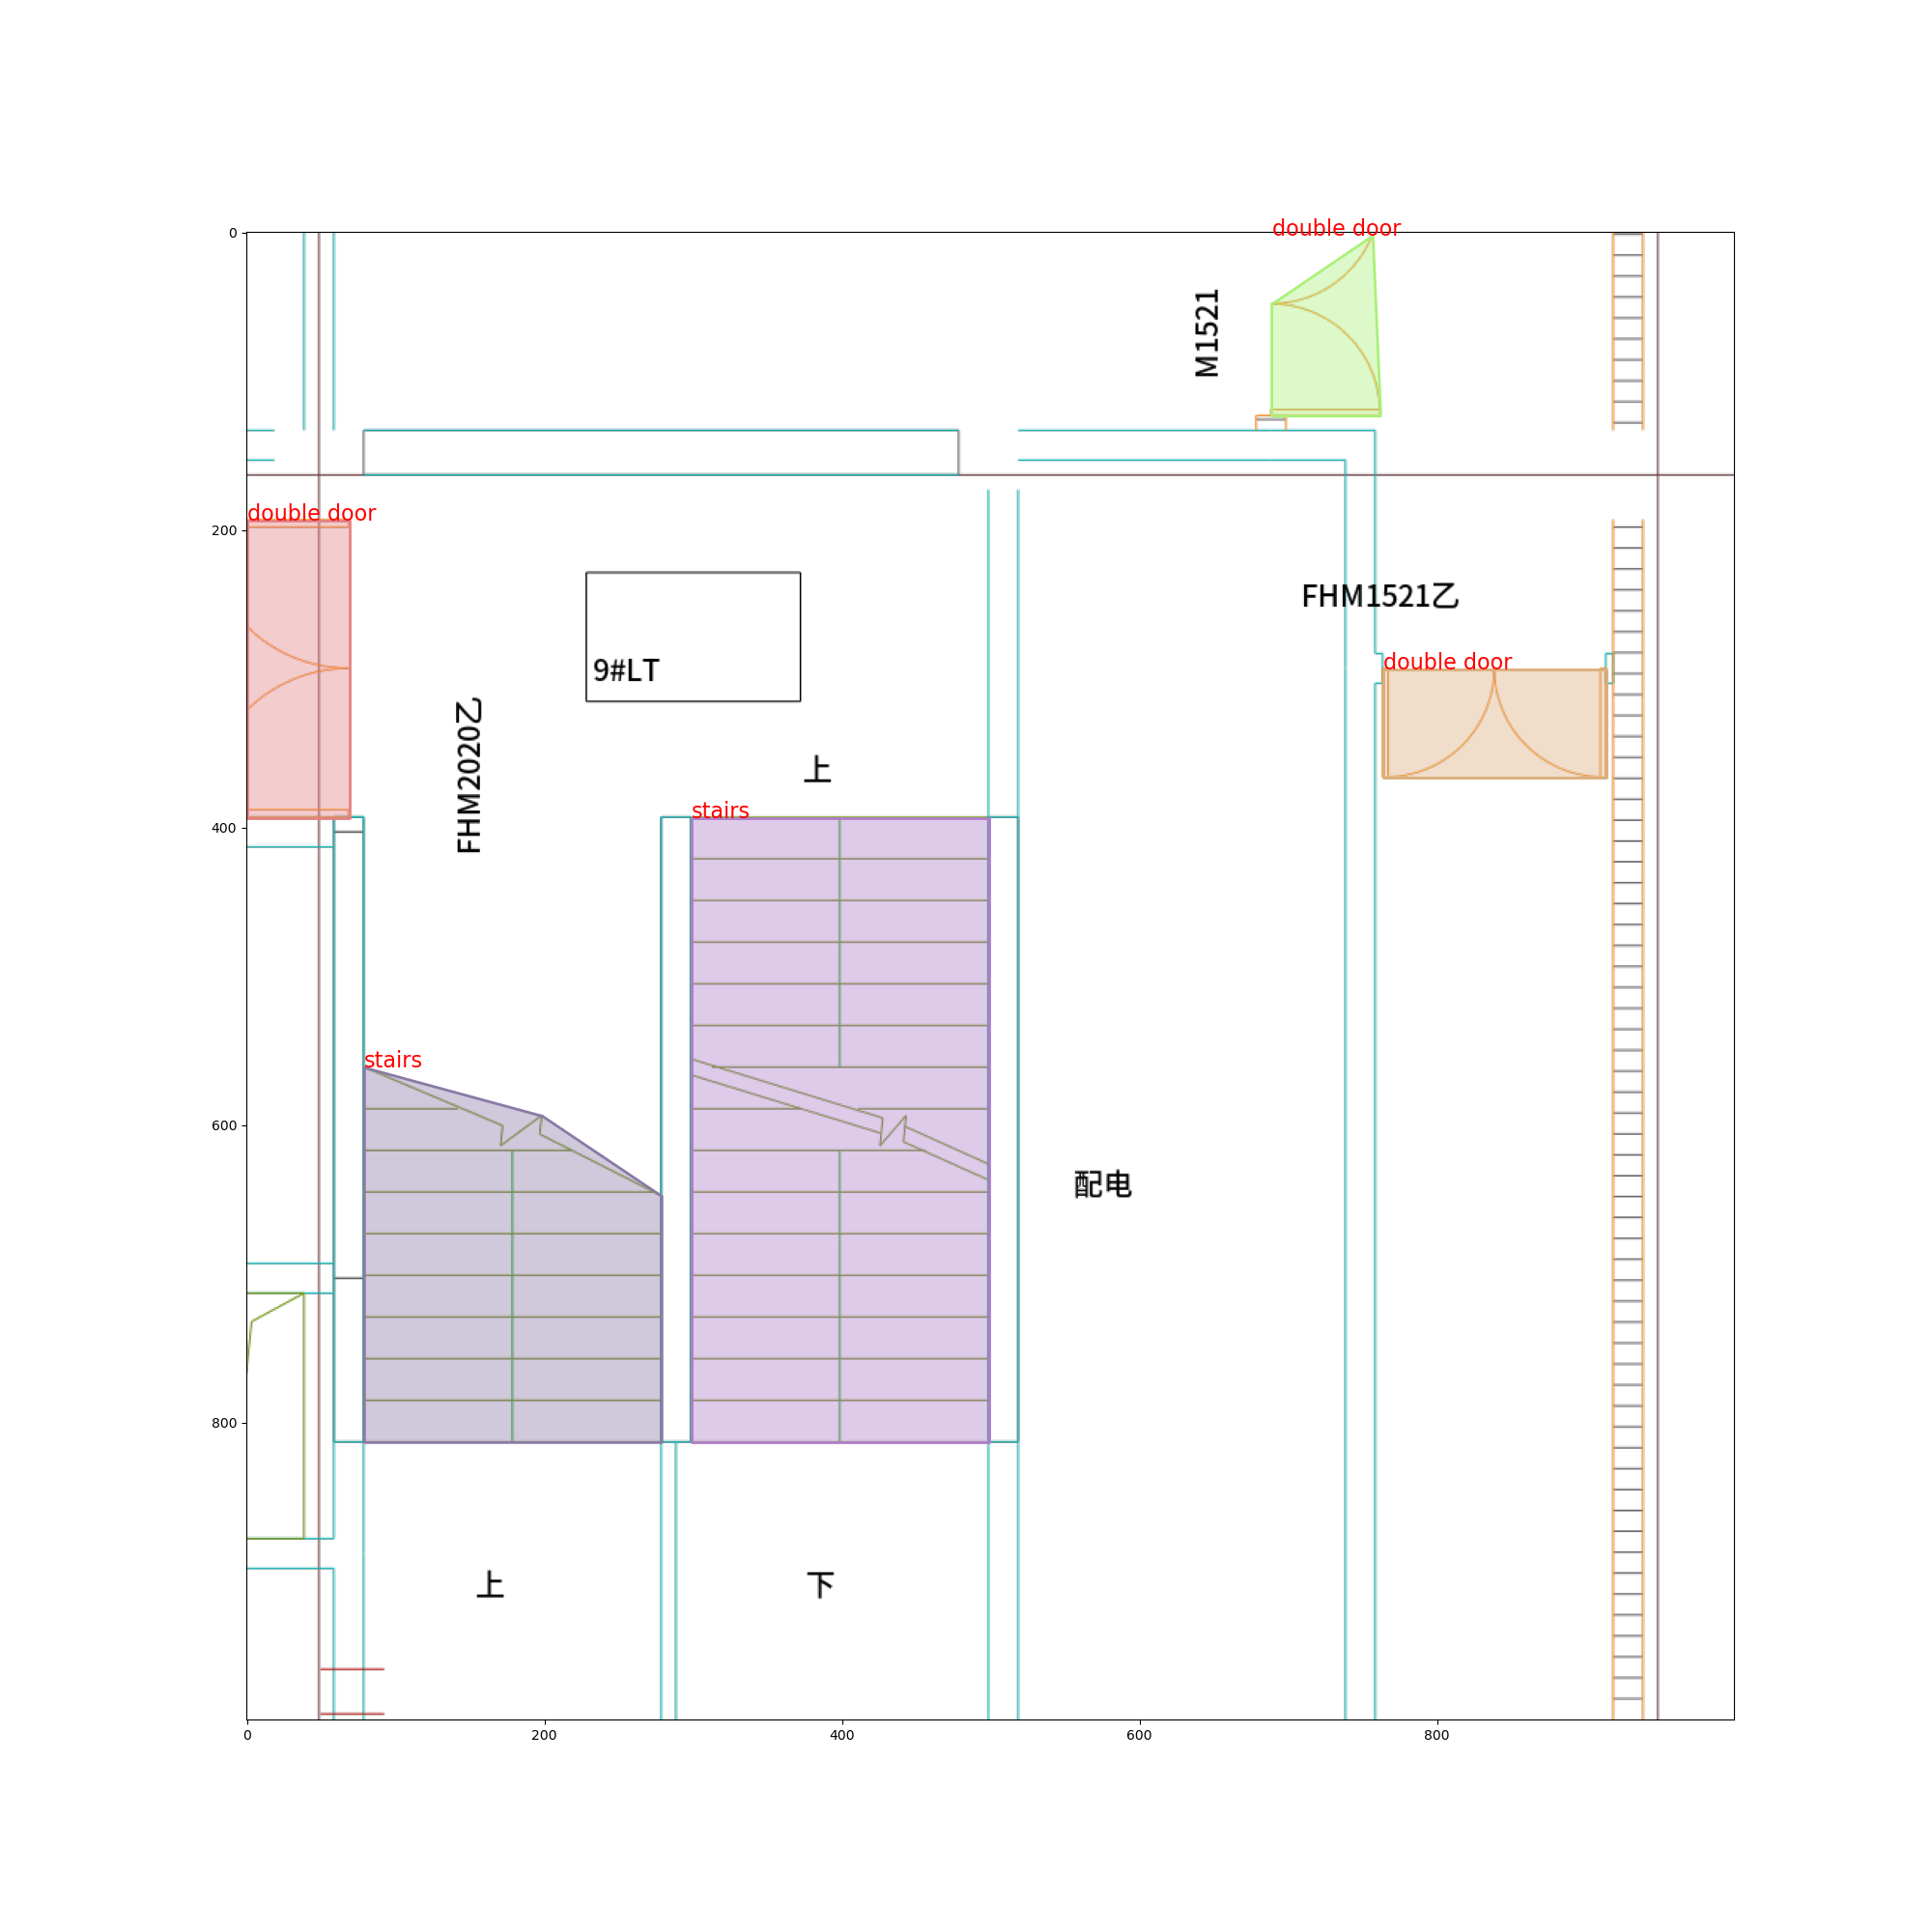 double door
0
M1521
200
double door
FHM1521乙
double door
9#LT
FHM2020乙
上
stairs
400
stairs
600
配电
800
上
下
0
200
400
600
800